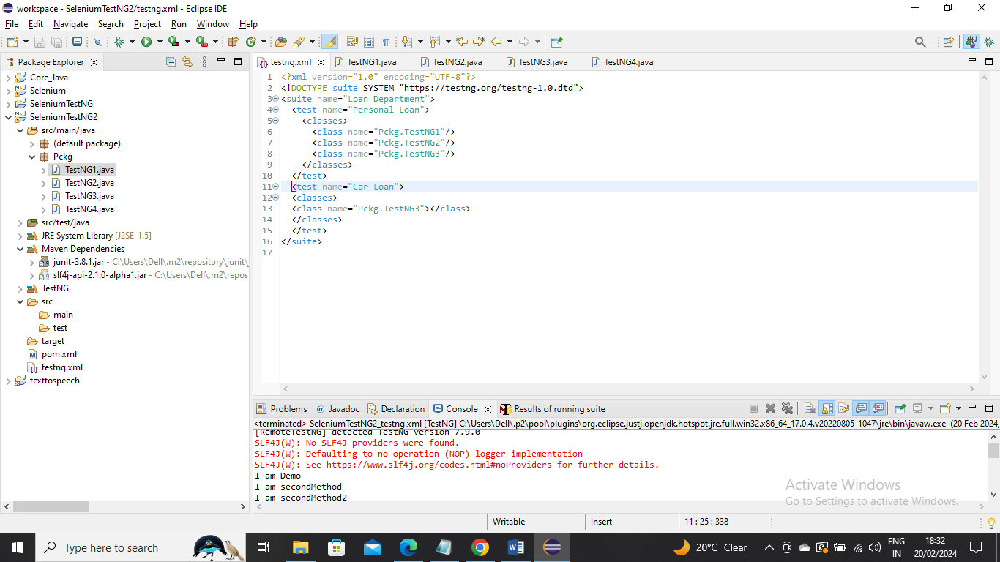 workspace - SeleniumTestNG2/testng.xml - Eclipse IDE
File Edit Navigate Search Project Run Window Help
Package Explorer
testng.xml TestNG1.java TestNG2.java TestNG3.java TestNG4.java
Core_Java
Selenium
SeleniumTestNG
SeleniumTestNG2
src/main/java
(default package)
Pckg
TestNG1.java
TestNG2.java
TestNG3.java
TestNG4.java
src/test/java
JRE System Library [J2SE-1.5]
Maven Dependencies
junit-3.8.1.jar - C:\Users\Dell\.m2\repository\junit\
slf4j-api-2.1.0-alpha1.jar - C:\Users\Dell\.m2\repos
TestNG
src
main
test
target
pom.xml
testng.xml
texttospeech
1 <?xml version="1.0" encoding="UTF-8"?>
2 <!DOCTYPE suite SYSTEM "https://testng.org/testng-1.0.dtd">
3 <suite name="Loan Department">
4 <test name="Personal Loan">
5 <classes>
6 <class name="Pckg.TestNG1"/>
7 <class name="Pckg.TestNG2"/>
8 <class name="Pckg.TestNG3"/>
9 </classes>
10 </test>
11 <test name="Car Loan">
12 <classes>
13 <class name="Pckg.TestNG3"></class>
14 </classes>
15 </test>
16 </suite>
17
Problems @ Javadoc Declaration Console Results of running suite
<terminated> SeleniumTestNG2_testng.xml [TestNG] C:\Users\Dell\.p2\pool\plugins\org.eclipse.justj.openjdk.hotspot.jre.full.win32.x86_64_17.0.4.v20220805-1047\jre\bin\javaw.exe (20 Feb 2024,
[RemoteTestNG] detected TestNG version 7.9.0
SLF4J(W): No SLF4J providers were found.
SLF4J(W): Defaulting to no-operation (NOP) logger implementation
SLF4J(W): See https://www.slf4j.org/codes.html#noProviders for further details.
I am Demo
I am secondMethod
I am secondMethod2
Activate Windows
Go to Settings to activate Windows.
Writable Insert 11 : 25 : 338
Type here to search
20°C Clear
ENG
IN
18:32
20/02/2024